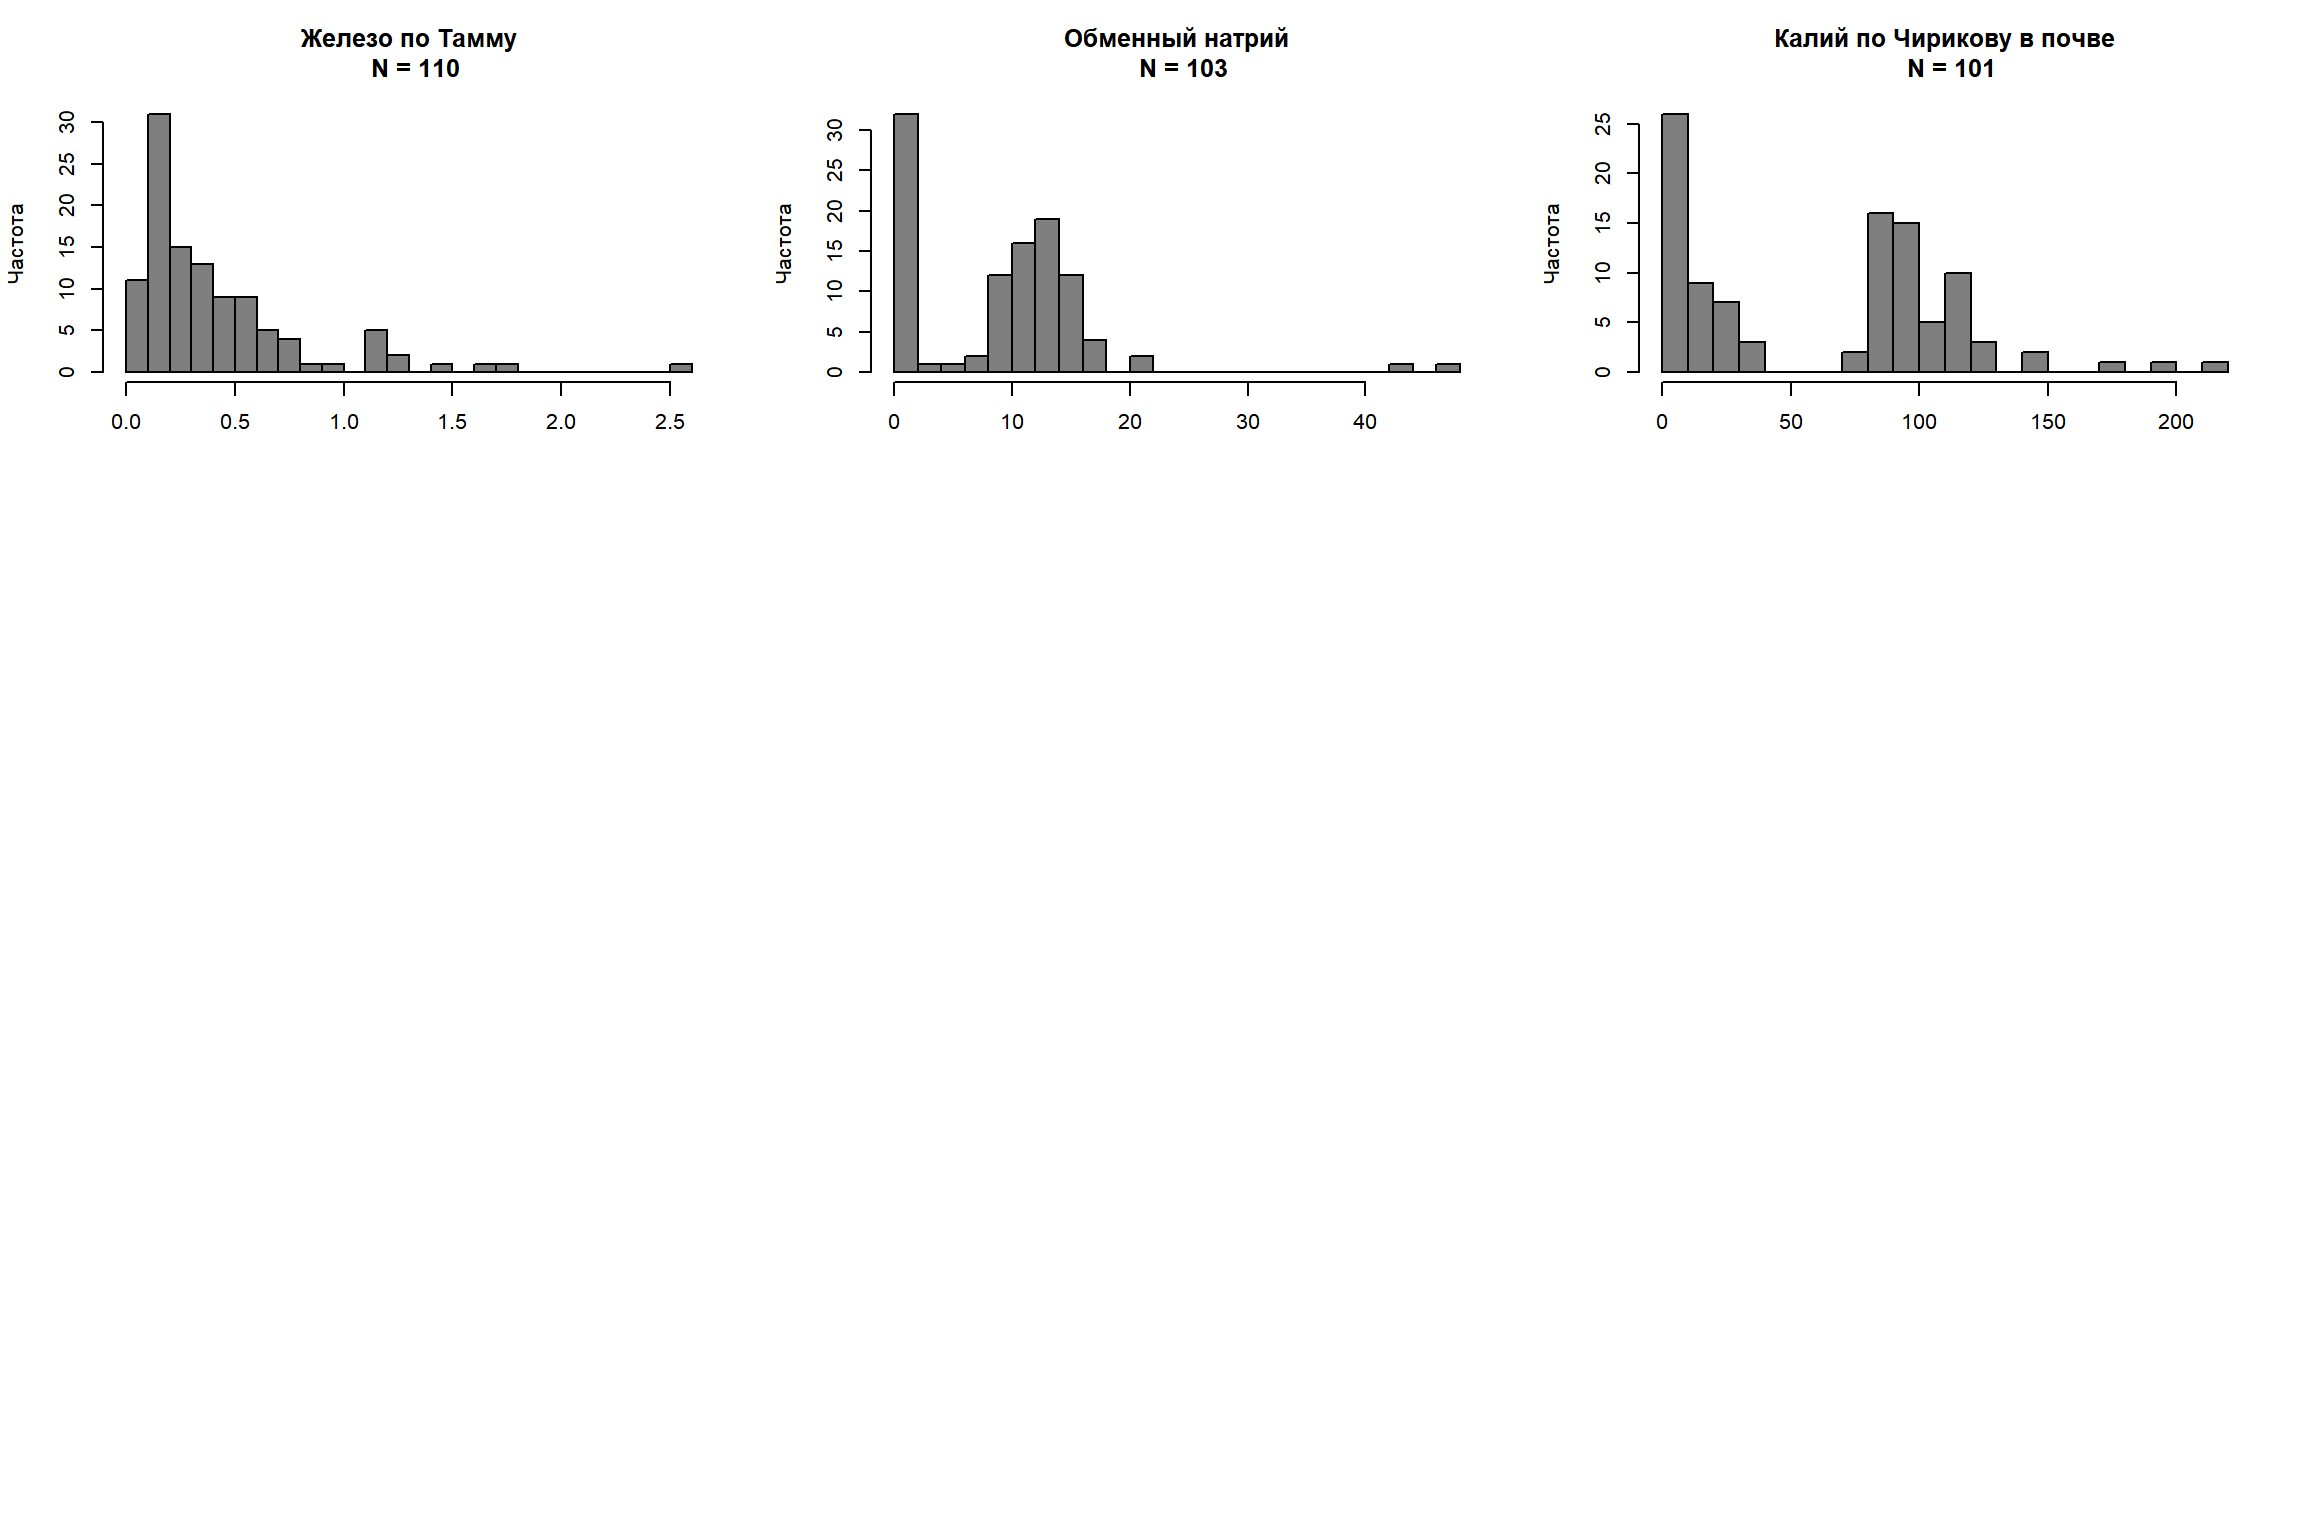 Железо по Тамму
N = 110
Частота
0 5 10 15 20 25 30
0.0 0.5 1.0 1.5 2.0 2.5
Обменный натрий
N = 103
Частота
0 5 10 15 20 25 30
0 10 20 30 40
Калий по Чирикову в почве
N = 101
Частота
0 5 10 15 20 25
0 50 100 150 200